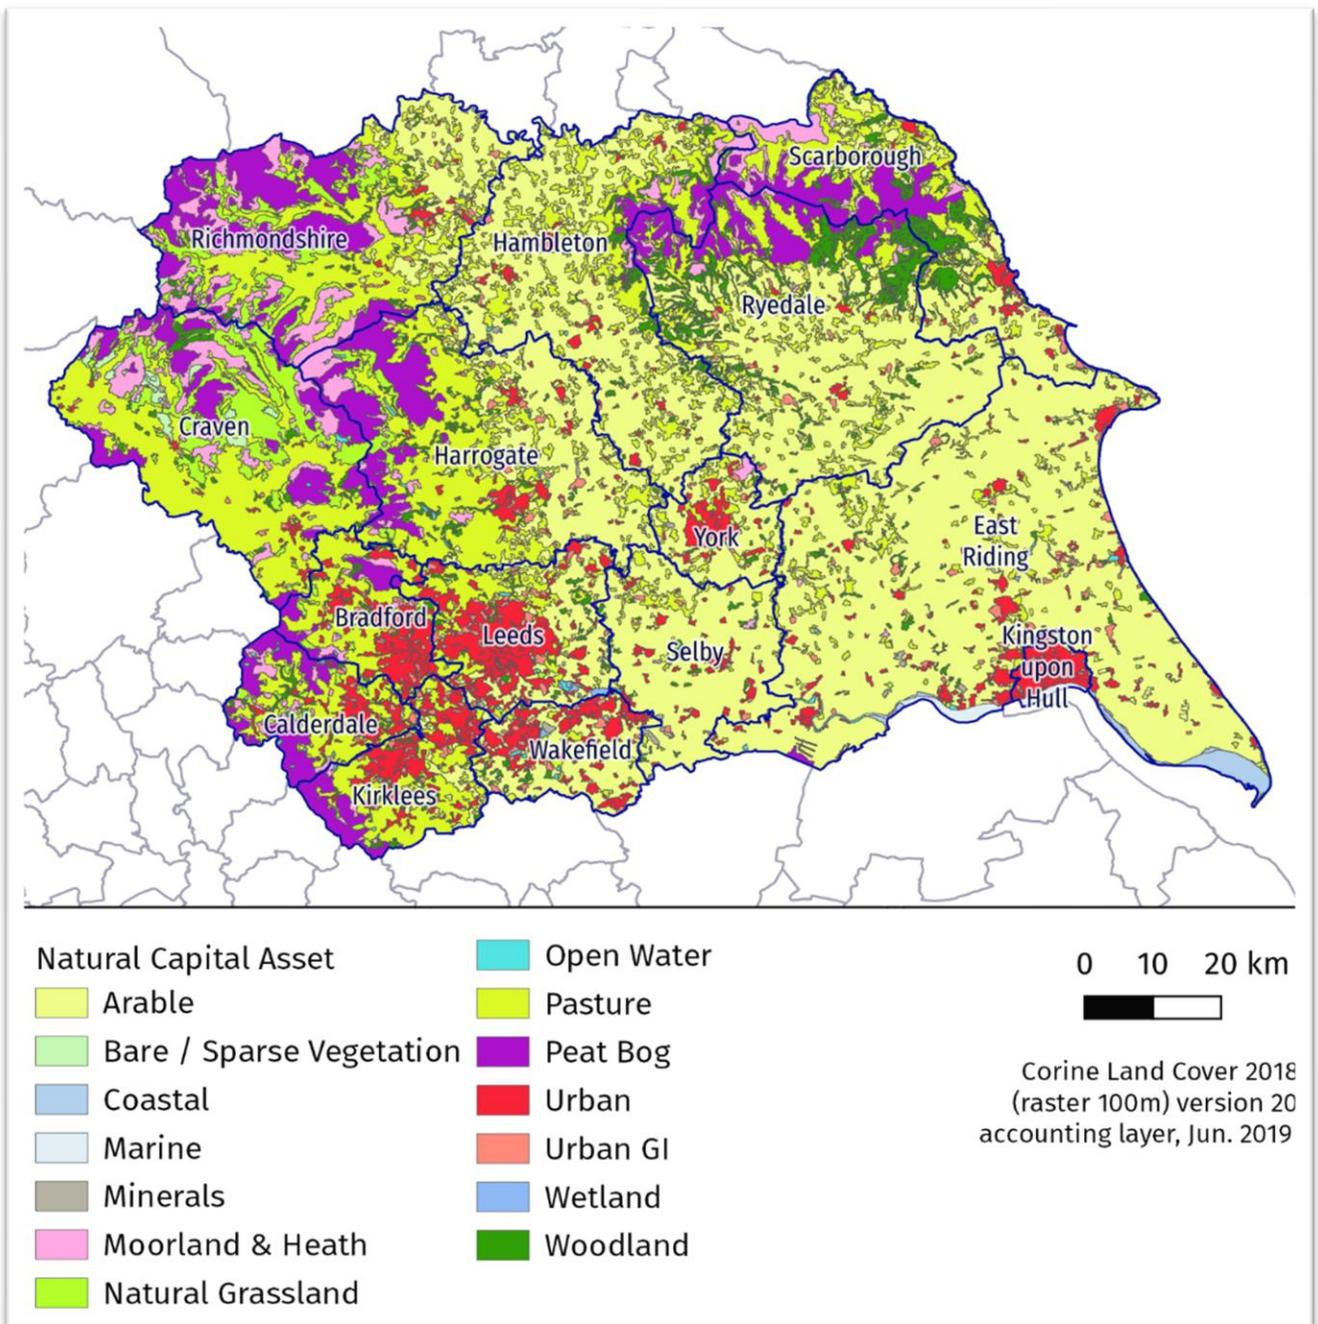 Scarborough
Richmondshire
Hambleton
Ryedale
Craven
Harrogate
York
East
Riding
Bradford
Leeds
Selby
Kingston
upon
Hull
Calderdale
Wakefield
Kirklees
Natural Capital Asset
Arable
Bare / Sparse Vegetation
Coastal
Marine
Minerals
Moorland & Heath
Natural Grassland
Open Water
Pasture
Peat Bog
Urban
Urban GI
Wetland
Woodland
0 10 20 km
Corine Land Cover 2018
(raster 100m) version 20
accounting layer, Jun. 2019